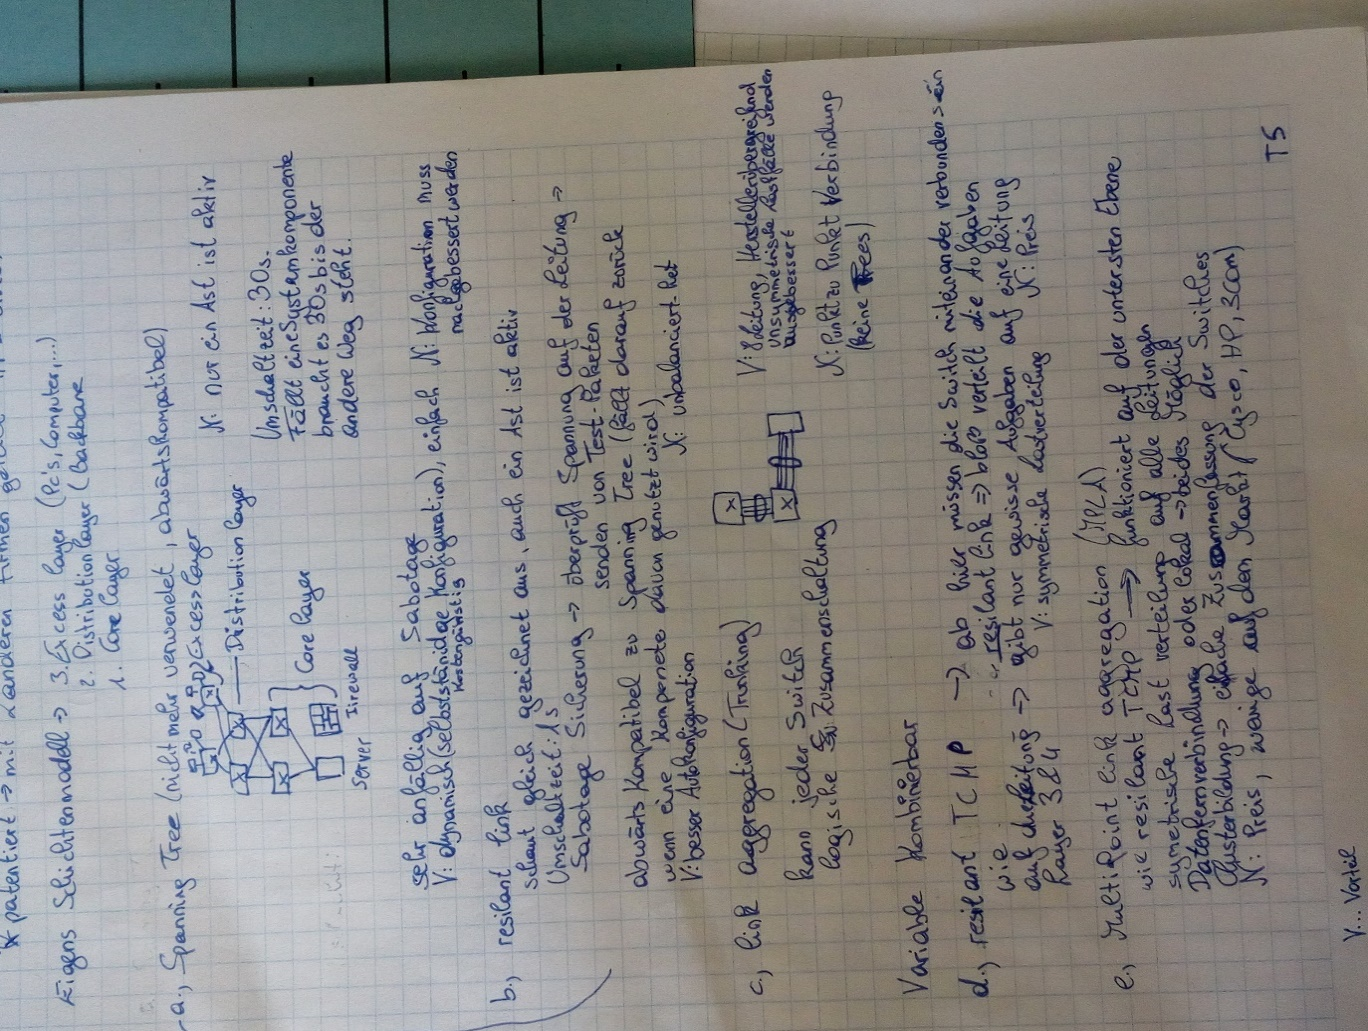 * patentiert → mit anderen Firmen
Eigens Schichtenmodell → 3. Excess layer (Pc's, Computer,...)
2. Distribution layer (Backbone
1. Core layer
a., Spanning Tree (nicht mehr verwendet, abwärtskompatibel)
Excess layer
Distribution layer
Core layer
Server
Firewall
N: nur ein Ast ist aktiv
Umschaltzeit: 30s.
Fällt eine Systemkomponente
braucht es 30s bis der
andere Weg steht.
sehr anfällig auf Sabotage
V: dynamisch (selbstständige Konfiguration), einfach
kostengünstig
N: Konfiguration muss
nachgebessert werden
b., resilant link
schaut gleich gezeichnet aus, auch ein Ast ist aktiv
Umschaltzeit: 1s
Sabotage Sicherung → überprüft Spannung auf der Leitung →
senden von Test-Paketen
abwärts Kompatibel zu Spanning Tree (fällt darauf zurück
wenn eine Komponente davon genutzt wird)
V: besser Autokonfiguration
N: Unbalanciert
c., link aggregation (Trunking)
kann jeder Switch
logische Zusammenschaltung
V: Leistung, Herstellerübergreifend
unsymmetrische
ausgebessert
N: Punkt zu Punkt Verbindung
(keine Trees)
Variable Kombinierbar
d., resilant TCMP → ab hier müssen die Switch miteinander verbunden sein
wie resilant link → bloß verteilt die Aufgaben
auf → gibt nur gewisse Aufgaben auf eine Leitung
Layer 3 & 4
V: symmetrische Lastverteilung
N: Preis
e., Multi Point link aggregation (MPLA)
wie resilant TCMP → funktioniert auf der untersten Ebene
symetrische Last verteilung auf alle Leitungen
Datenfernverbindung oder lokal → beides Möglich
Clusterbildung → einfache Zusammenfassung der Switches
N: Preis, wenige auf dem Markt (Cysco, HP, 3com)
TS
V... Vorteil